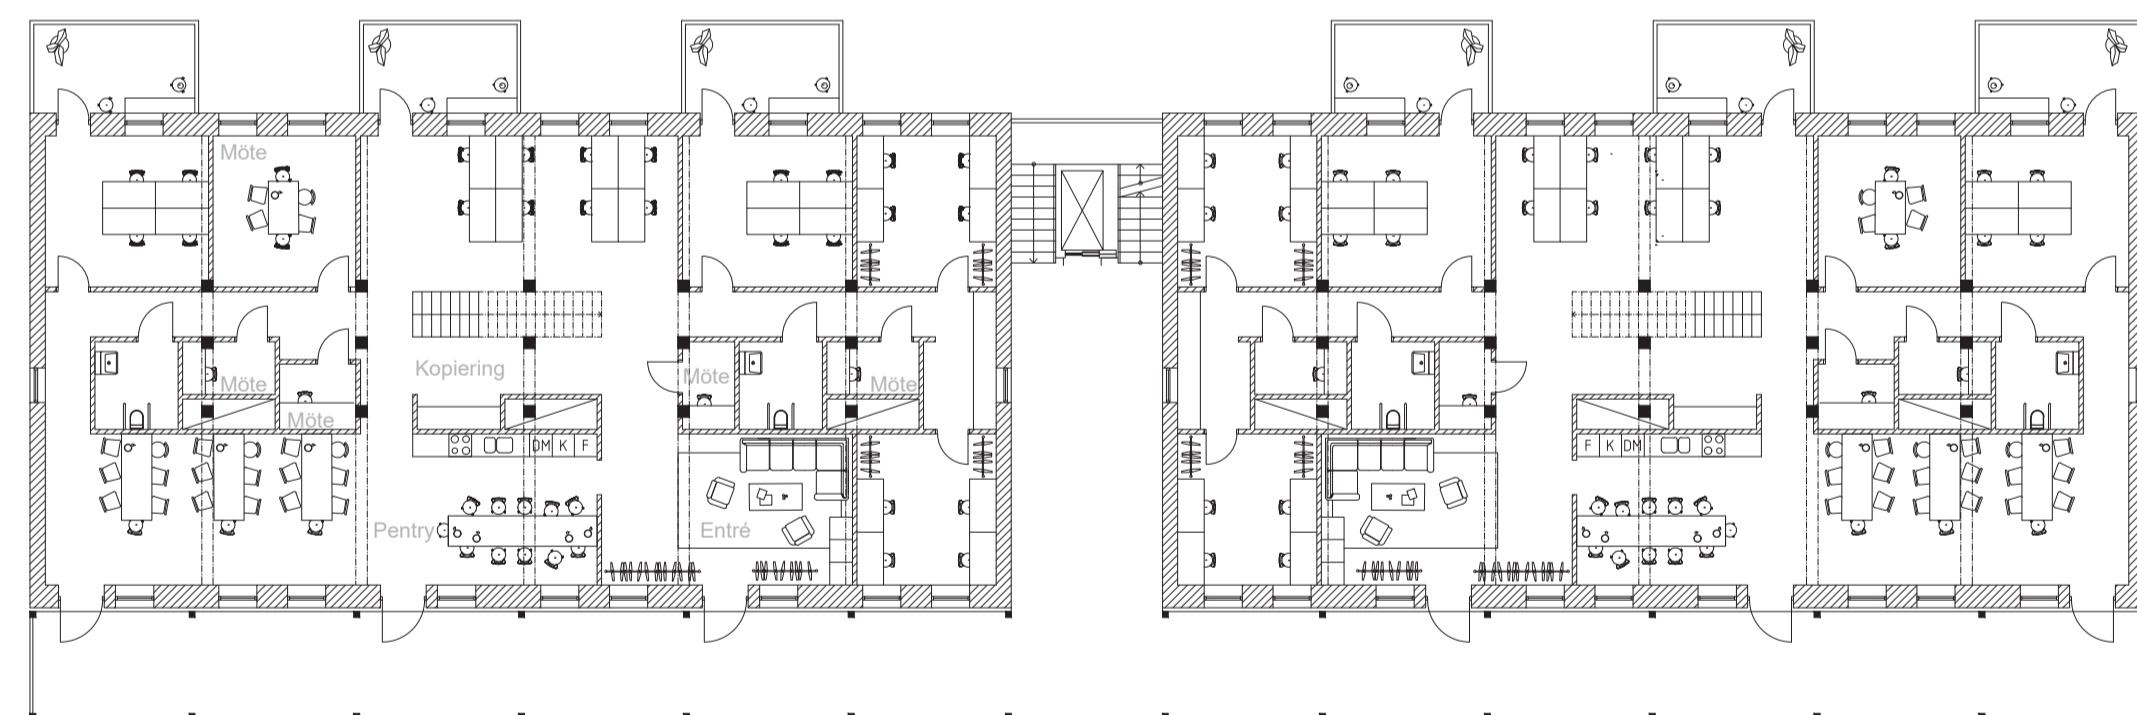 Möte
Kopiering
Möte
Möte
Möte
Möte
DM K F
F K DM
Pentry
Entré